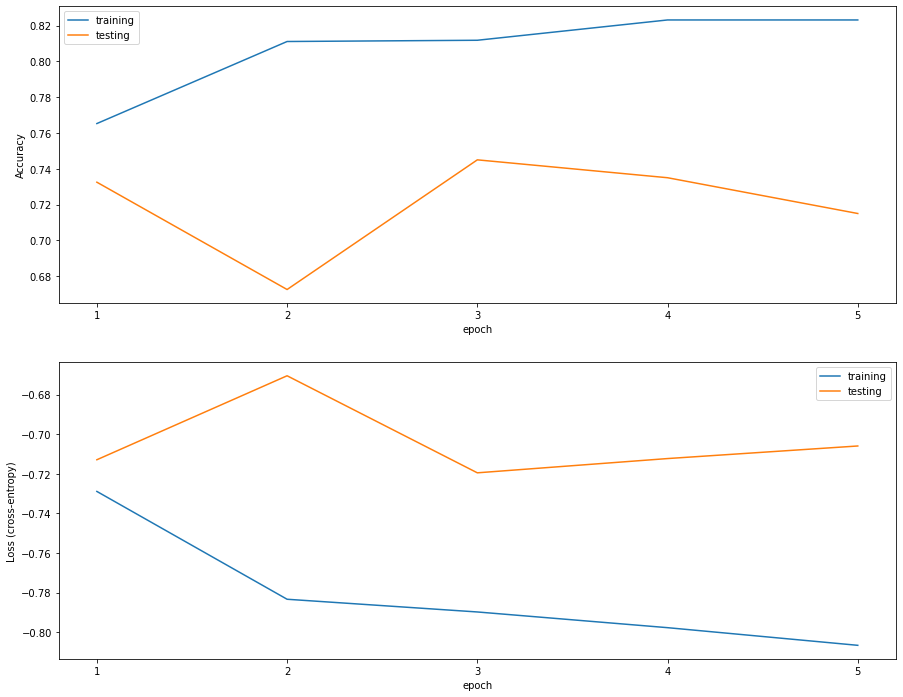 training
testing
0.82
0.80
0.78
0.76
0.74
0.72
0.70
0.68
Accuracy
1 2 3 4 5
epoch
training
testing
−0.68
−0.70
−0.72
−0.74
−0.76
−0.78
−0.80
Loss (cross-entropy)
1 2 3 4 5
epoch